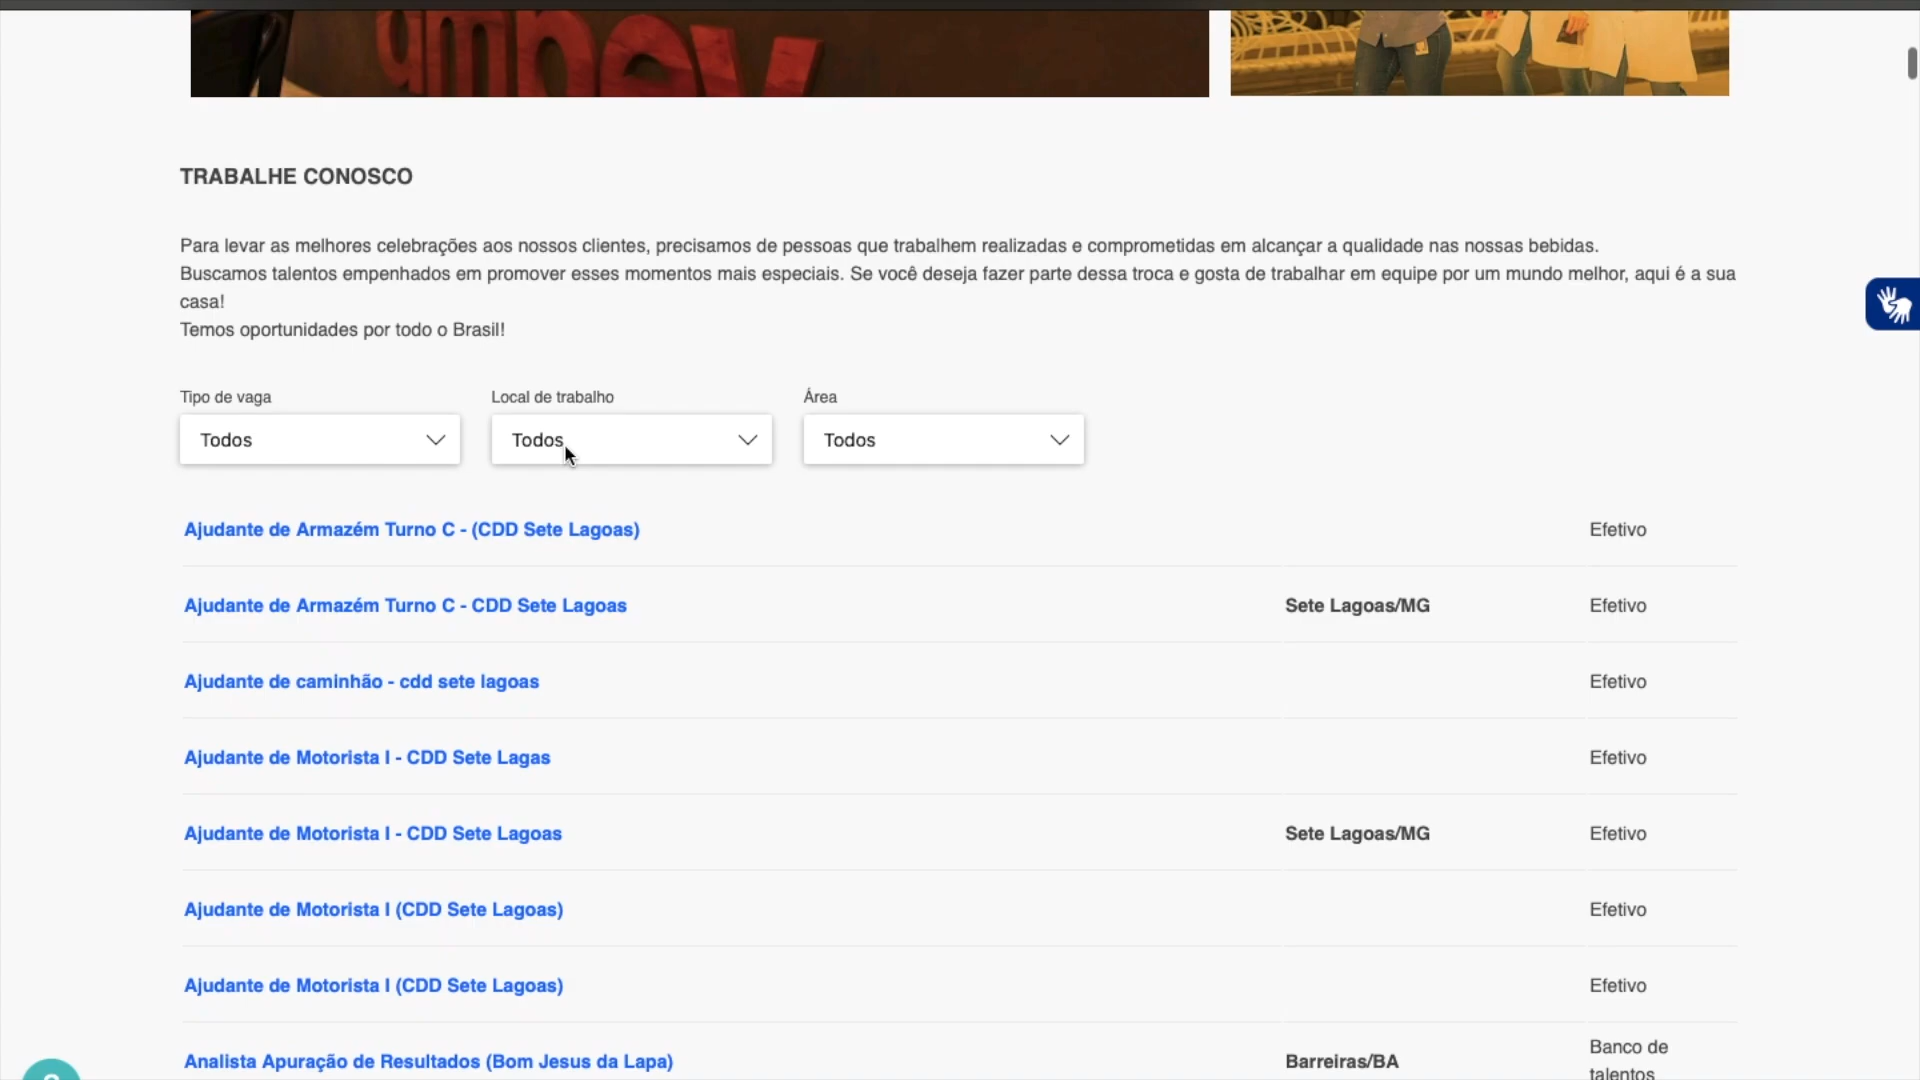 ambev
TRABALHE CONOSCO
Para levar as melhores celebrações aos nossos clientes, precisamos de pessoas que trabalhem realizadas e comprometidas em alcançar a qualidade nas nossas bebidas.
Buscamos talentos empenhados em promover esses momentos mais especiais. Se você deseja fazer parte dessa troca e gosta de trabalhar em equipe por um mundo melhor, aqui é a sua
casa!
Temos oportunidades por todo o Brasil!
Tipo de vaga Local de trabalho Área
Todos Todos Todos
Ajudante de Armazém Turno C - (CDD Sete Lagoas) Efetivo
Ajudante de Armazém Turno C - CDD Sete Lagoas Sete Lagoas/MG Efetivo
Ajudante de caminhão - cdd sete lagoas Efetivo
Ajudante de Motorista I - CDD Sete Lagas Efetivo
Ajudante de Motorista I - CDD Sete Lagoas Sete Lagoas/MG Efetivo
Ajudante de Motorista I (CDD Sete Lagoas) Efetivo
Ajudante de Motorista I (CDD Sete Lagoas) Efetivo
Analista Apuração de Resultados (Bom Jesus da Lapa) Barreiras/BA Banco de
talentos